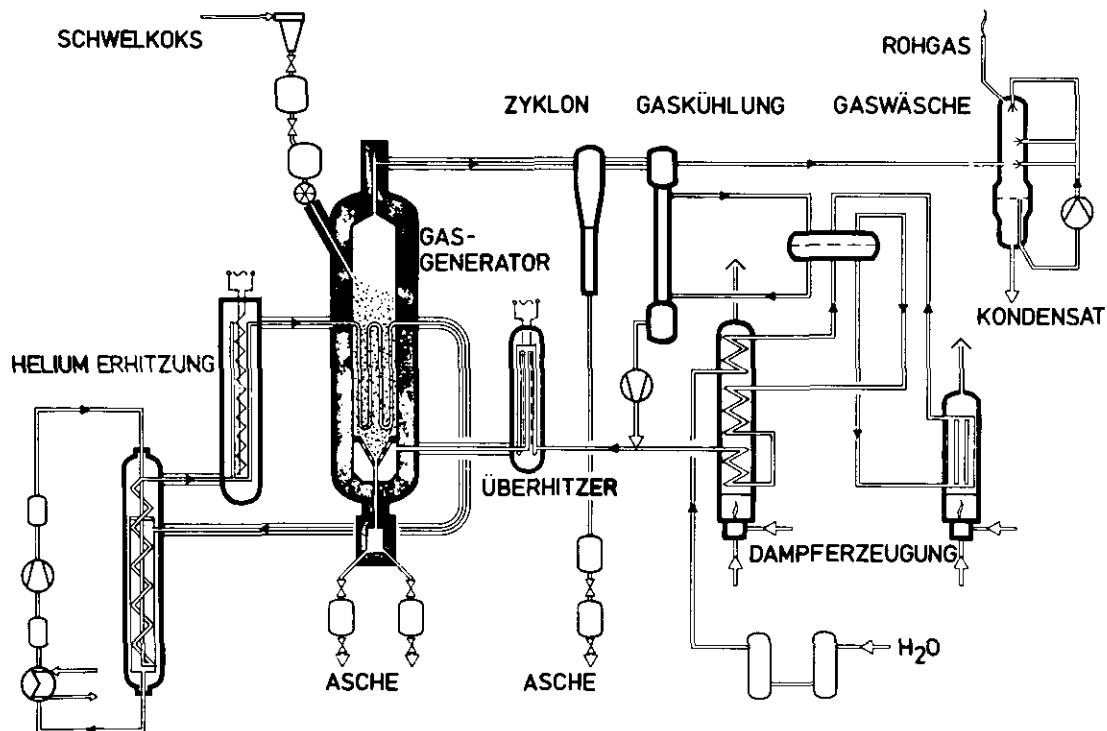 SCHWELKOKS
ROHGAS
ZYKLON
GASKÜHLUNG
GASWÄSCHE
GAS-
GENERATOR
KONDENSAT
HELIUM ERHITZUNG
ÜBERHITZER
DAMPFERZEUGUNG
H₂O
ASCHE
ASCHE